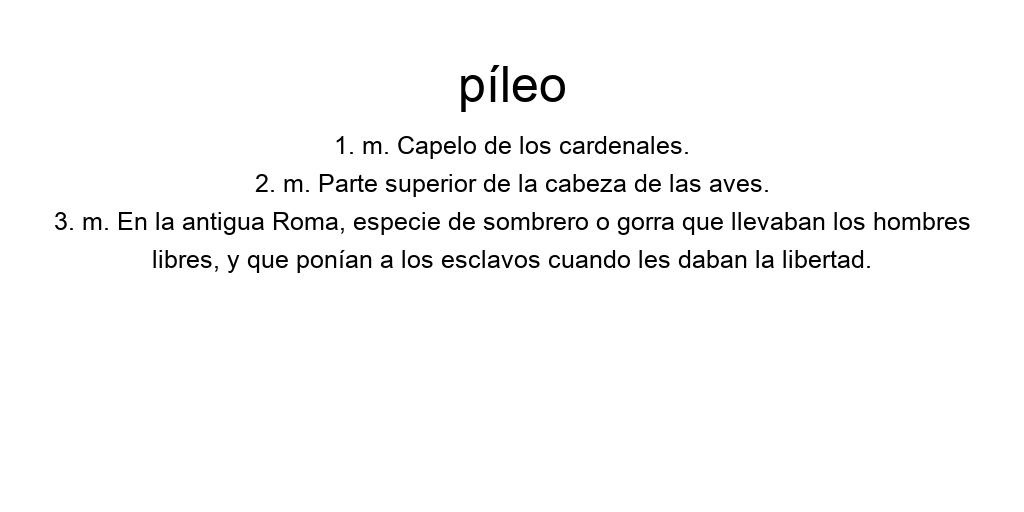 píleo
1. m. Capelo de los cardenales.
2. m. Parte superior de la cabeza de las aves.
3. m. En la antigua Roma, especie de sombrero o gorra que llevaban los hombres
libres, y que ponían a los esclavos cuando les daban la libertad.